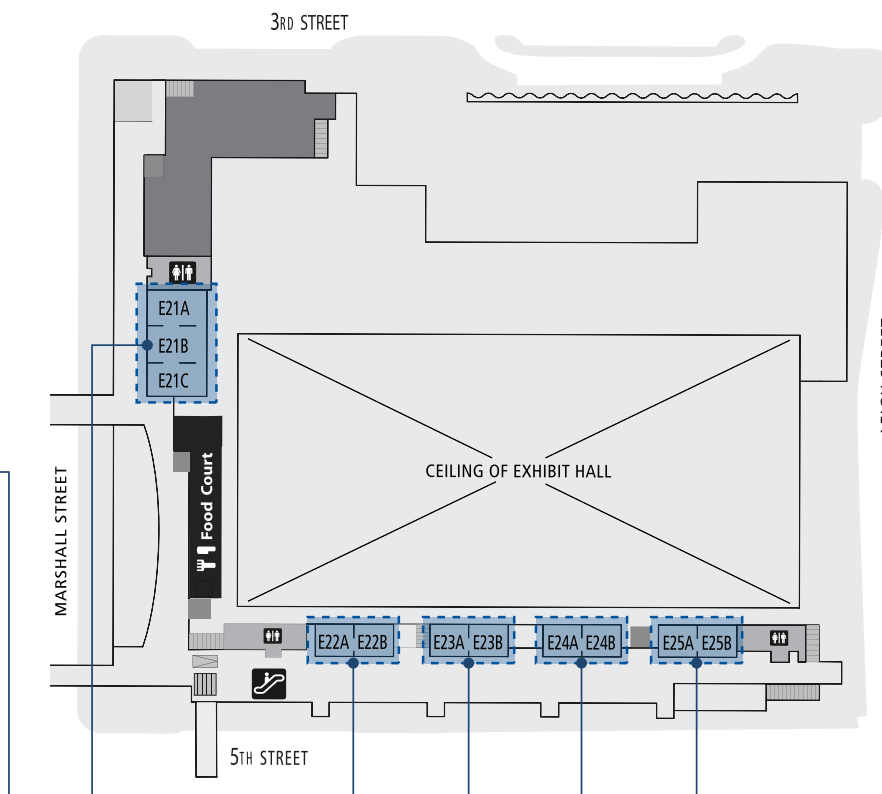 3RD STREET
E21A
E21B
E21C
MARSHALL STREET
Food Court
CEILING OF EXHIBIT HALL
E22A E22B
E23A E23B
E24A E24B
E25A E25B
5TH STREET